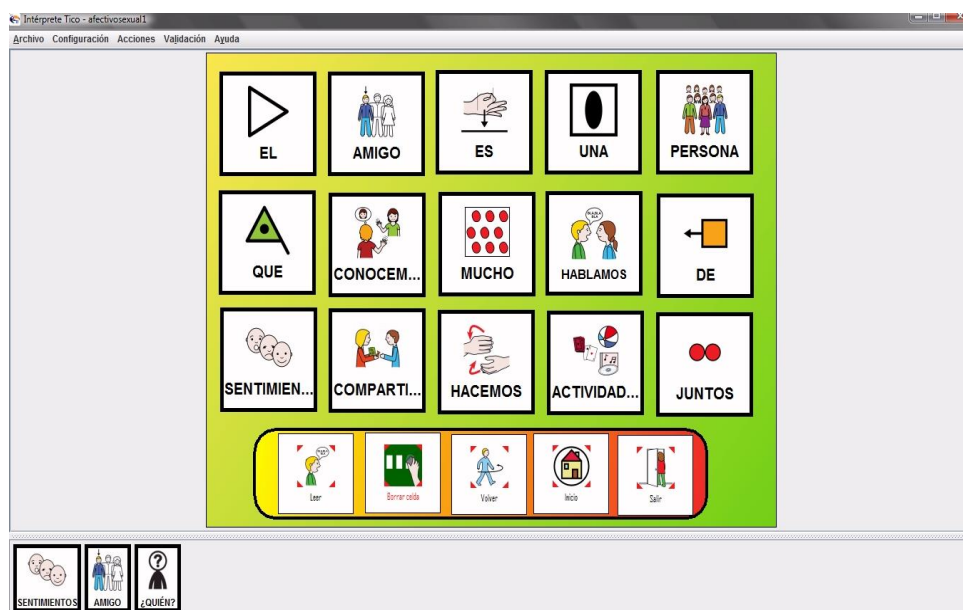 Intérprete Tico - afectivosexual1
Archivo Configuración Acciones Validación Ayuda
EL AMIGO ES UNA PERSONA
QUE CONOCEM... MUCHO HABLAMOS DE
SENTIMIEN... COMPARTI... HACEMOS ACTIVIDAD... JUNTOS
Leer Borrar celda Volver Inicio Salir
SENTIMIENTOS AMIGO ¿QUIÉN?